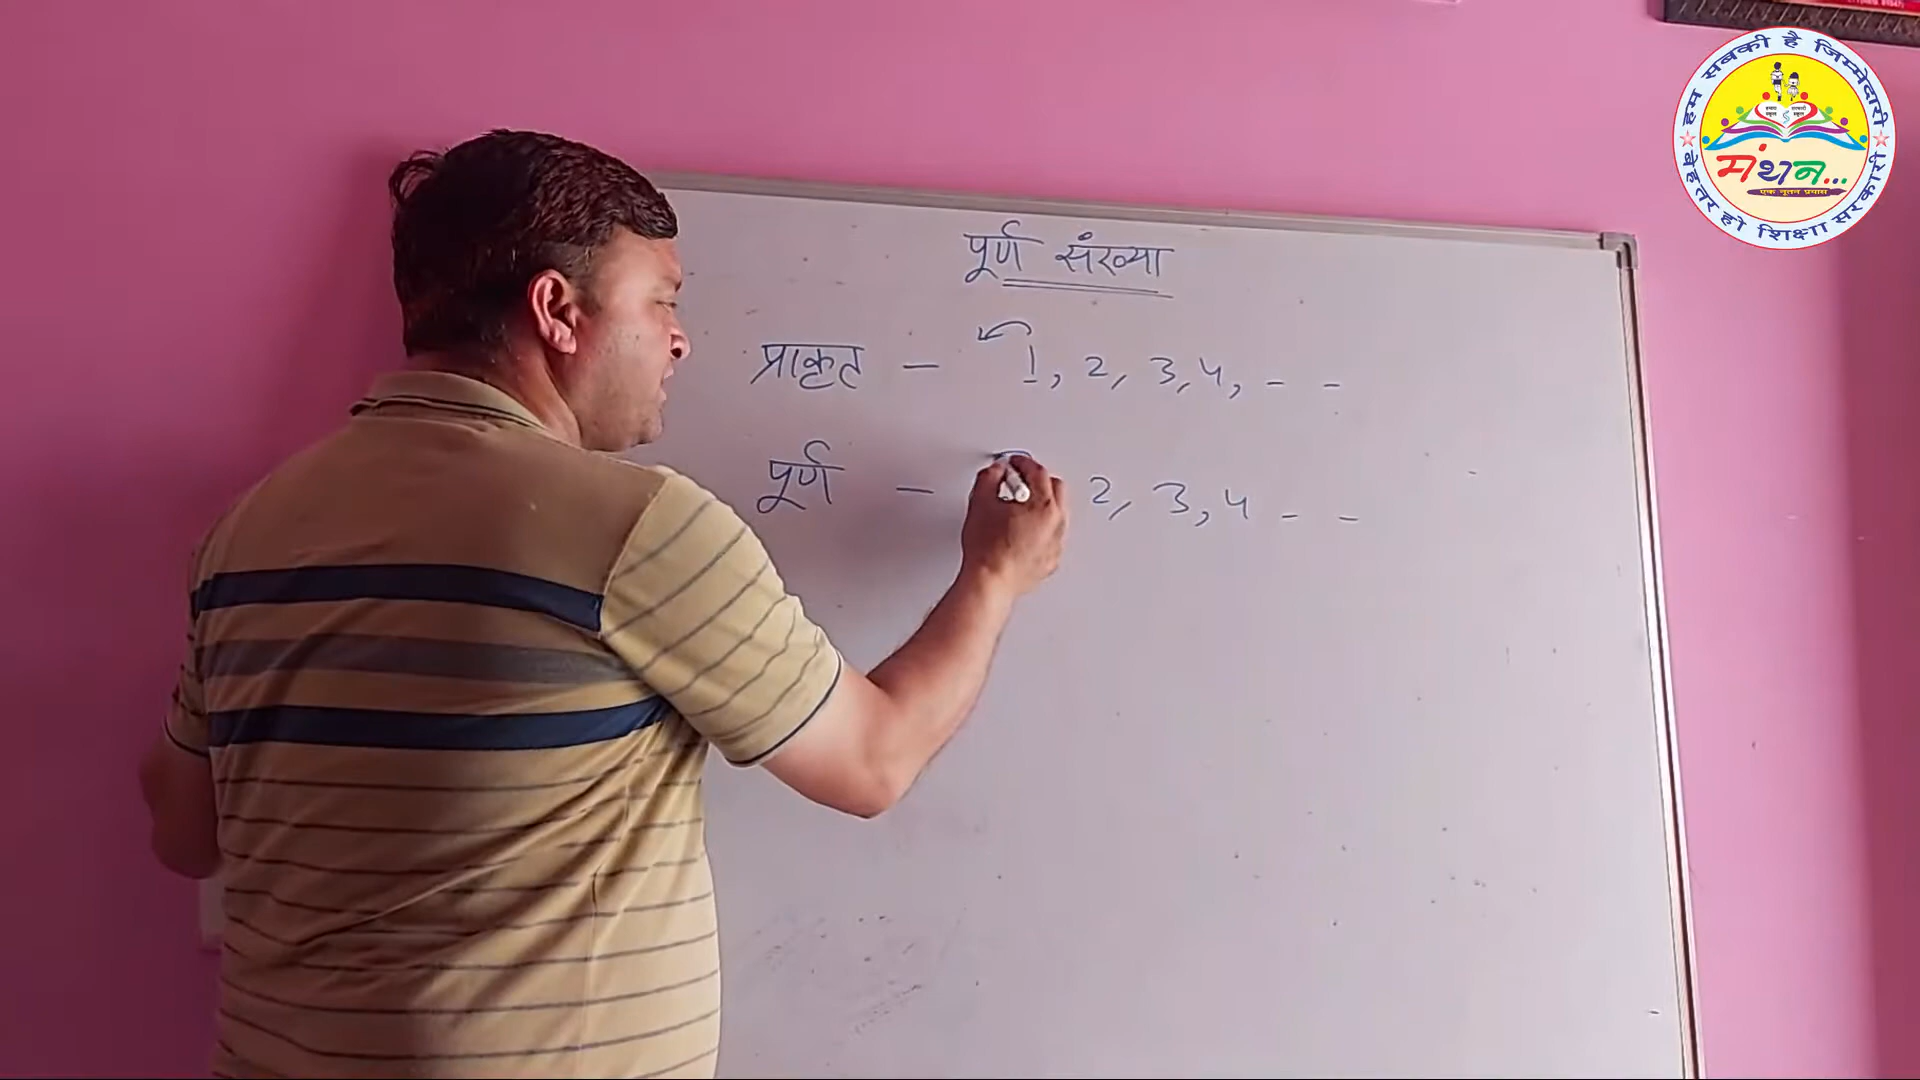 पूर्ण संख्या
प्राकृत – 1, 2, 3, 4, - -
पूर्ण – 2, 3, 4 - -
हम सबकी है जिम्मेदारी
बेहतर हो शिक्षा सरकारी
मंथन...
एक नूतन प्रयास